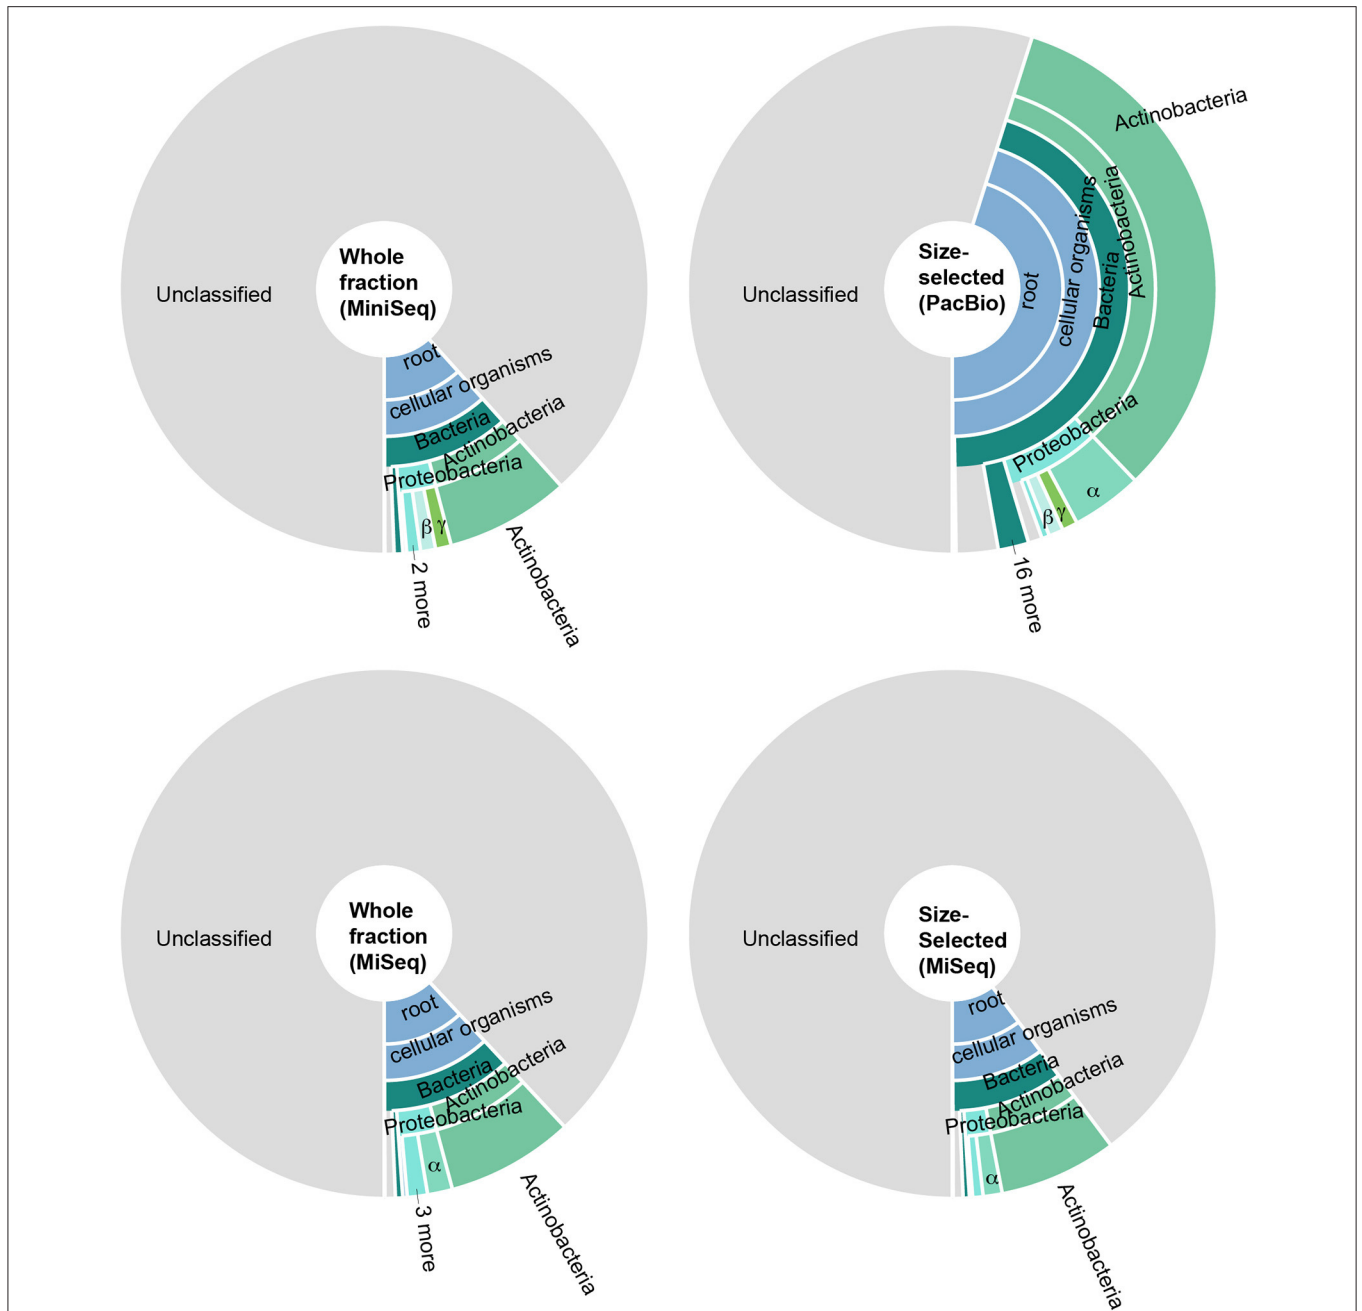 Unclassified
Whole
fraction
(MiniSeq)
root
cellular organisms
Bacteria
Actinobacteria
Proteobacteria
β
γ
2 more
Actinobacteria
Unclassified
Size-
selected
(PacBio)
root
cellular organisms
Bacteria
Actinobacteria
Actinobacteria
Proteobacteria
α
β
γ
16 more
Unclassified
Whole
fraction
(MiSeq)
root
cellular organisms
Bacteria
Actinobacteria
Proteobacteria
α
3 more
Actinobacteria
Unclassified
Size-
Selected
(MiSeq)
root
cellular organisms
Bacteria
Actinobacteria
Proteobacteria
α
Actinobacteria